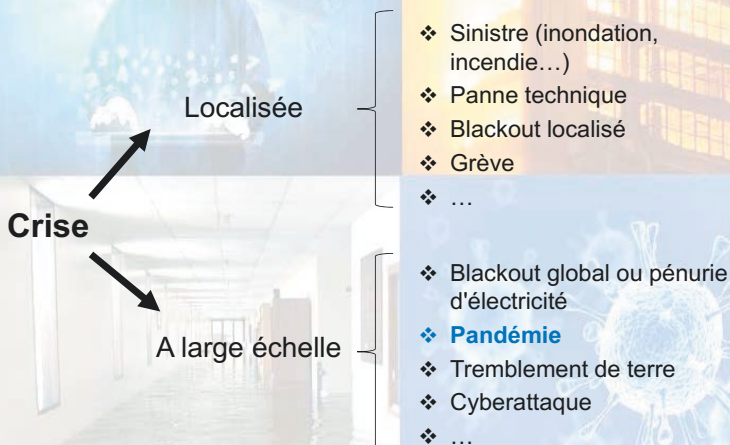 Crise
Localisée
❖ Sinistre (inondation,
incendie…)
❖ Panne technique
❖ Blackout localisé
❖ Grève
❖ …
A large échelle
❖ Blackout global ou pénurie
d'électricité
❖ Pandémie
❖ Tremblement de terre
❖ Cyberattaque
❖ …